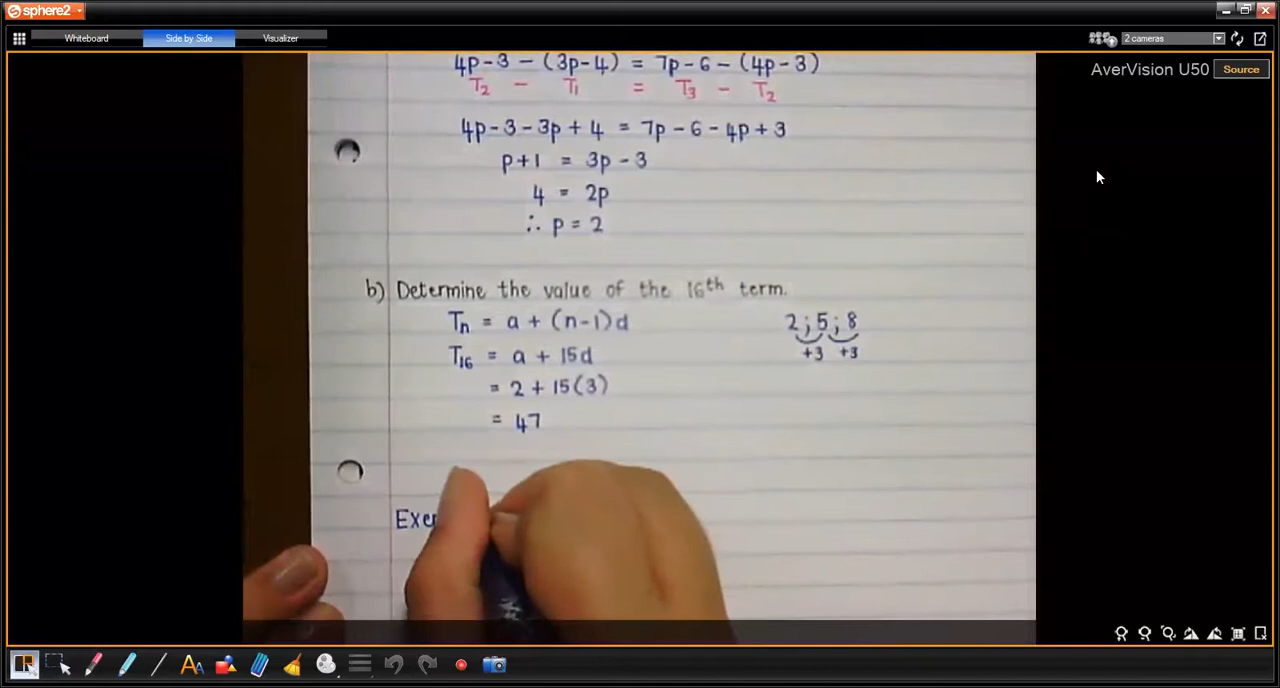 sphere2
Whiteboard Side by Side Visualizer 2 cameras
AverVision U50 Source
4p-3 - (3p-4) = 7p-6 - (4p-3)
T₂ - T₁ = T₃ - T₂
4p-3-3p+4 = 7p-6-4p+3
p+1 = 3p-3
4 = 2p
∴ p = 2
b) Determine the value of the 16th term.
Tn = a + (n-1)d 2;5;8
T₁₆ = a + 15d +3 +3
= 2 + 15(3)
= 47
Exer